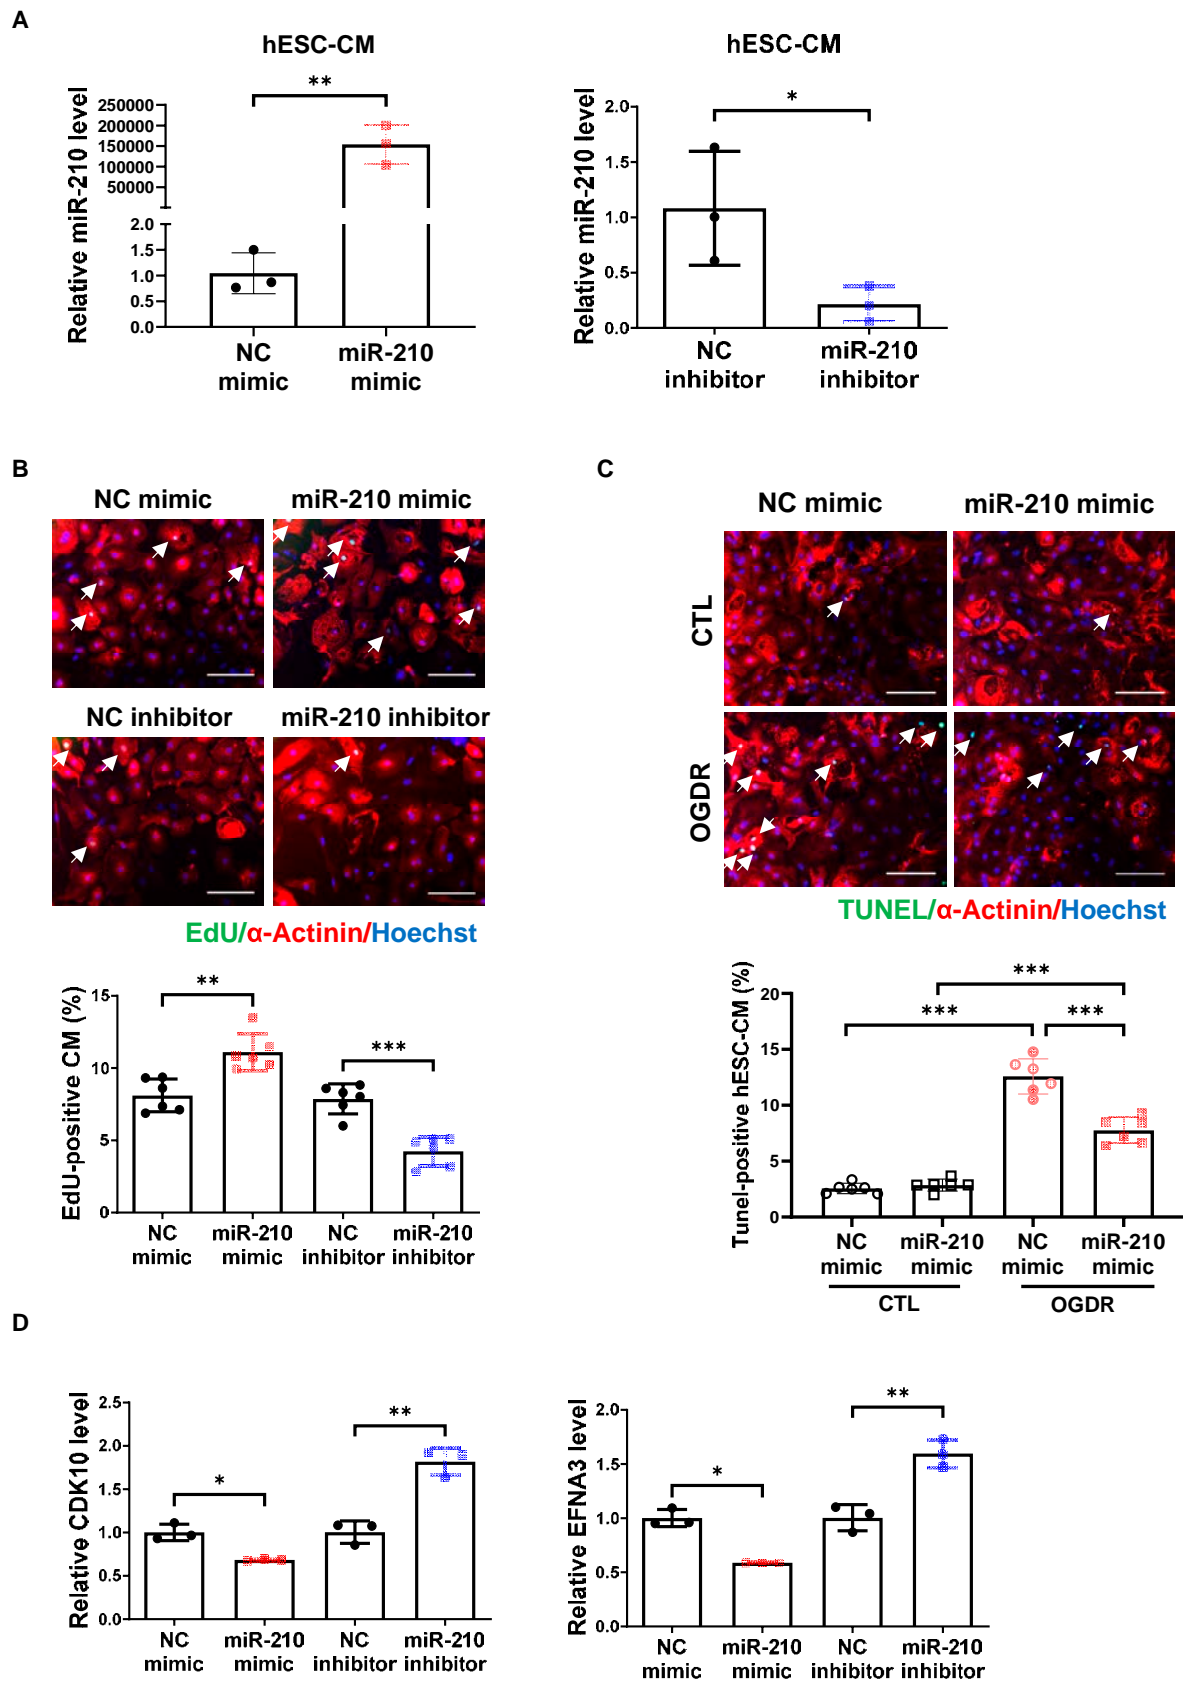 A
hESC-CM
**
Relative miR-210 level
250000
200000
150000
100000
50000
2.0
1.5
1.0
0.5
0.0
NC mimic
miR-210 mimic
hESC-CM
*
Relative miR-210 level
2.0
1.5
1.0
0.5
0.0
NC inhibitor
miR-210 inhibitor
B
NC mimic
miR-210 mimic
NC inhibitor
miR-210 inhibitor
EdU/α-Actinin/Hoechst
EdU-positive CM (%)
15
10
5
0
**
***
NC mimic
miR-210 mimic
NC inhibitor
miR-210 inhibitor
C
NC mimic
miR-210 mimic
CTL
OGDR
TUNEL/α-Actinin/Hoechst
Tunel-positive hESC-CM (%)
20
15
10
5
0
***
***
***
NC mimic
miR-210 mimic
NC mimic
miR-210 mimic
CTL
OGDR
D
Relative CDK10 level
2.5
2.0
1.5
1.0
0.5
0.0
*
**
NC mimic
miR-210 mimic
NC inhibitor
miR-210 inhibitor
Relative EFNA3 level
2.0
1.5
1.0
0.5
0.0
*
**
NC mimic
miR-210 mimic
NC inhibitor
miR-210 inhibitor